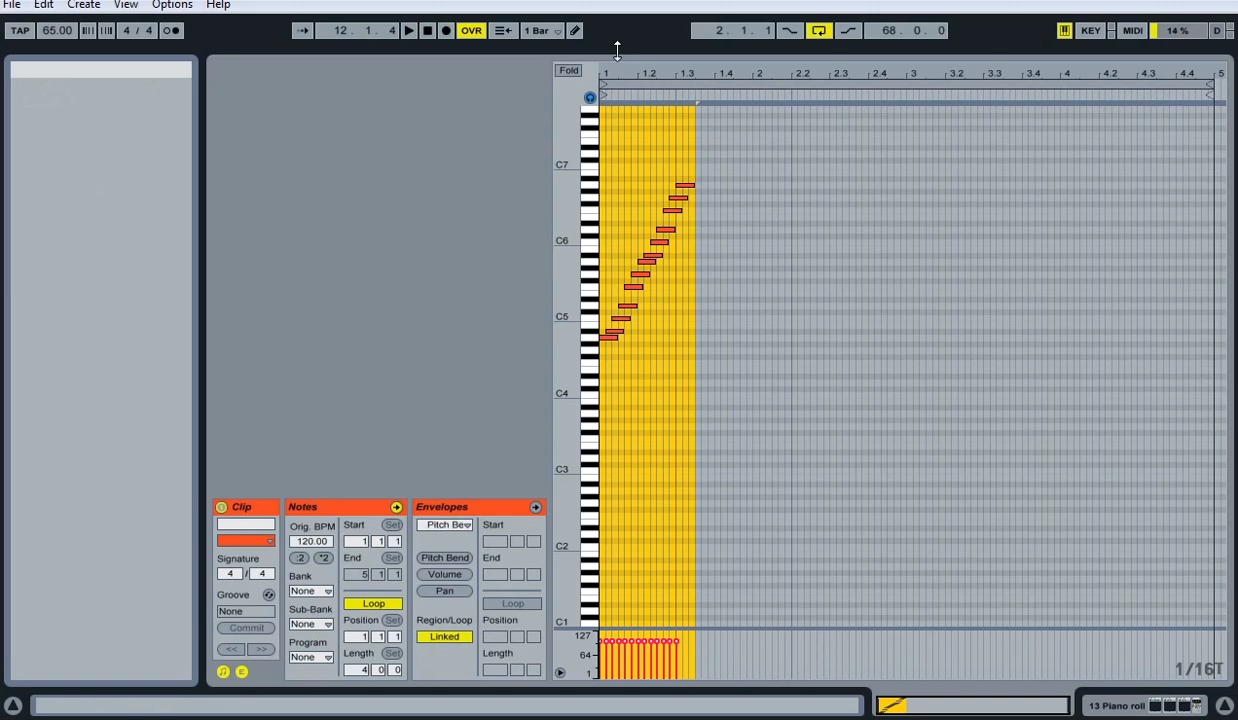 File Edit Create View Options Help
TAP 65.00 4 / 4 12. 1. 4 OVR 1 Bar 2. 1. 1 68. 0. 0 KEY MIDI 14 % D
Fold 1 1.2 1.3 1.4 2 2.2 2.3 2.4 3 3.2 3.3 3.4 4 4.2 4.3 4.4 5
C7
C6
C5
C4
C3
C2
C1
127
64
1
1/16T
Clip
Signature
4 / 4
Groove
None
Commit
<< >>
Notes
Orig. BPM
120.00
:2 *2
Bank
None
Sub-Bank
None
Program
None
Start Set
1 1 1
End Set
5 1 1
Loop
Position Set
1 1 1
Length Set
4 0 0
Envelopes
Pitch Be
Pitch Bend
Volume
Pan
Region/Loop
Linked
Start
End
Loop
Position
Length
13 Piano roll